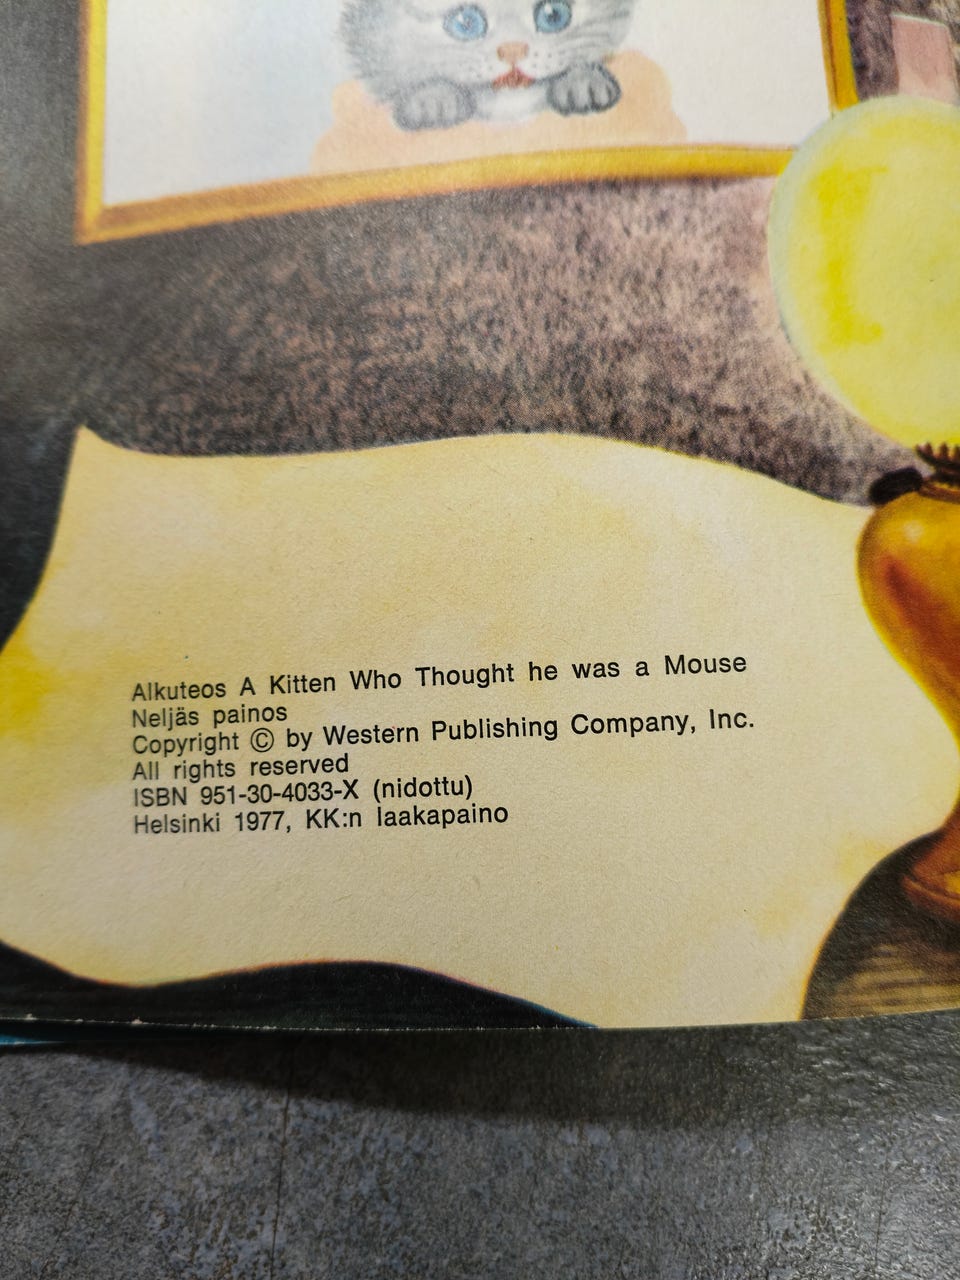 Alkuteos A Kitten Who Thought he was a Mouse
Neljäs painos
Copyright © by Western Publishing Company, Inc.
All rights reserved
ISBN 951-30-4033-X (nidottu)
Helsinki 1977, KK:n laakapaino